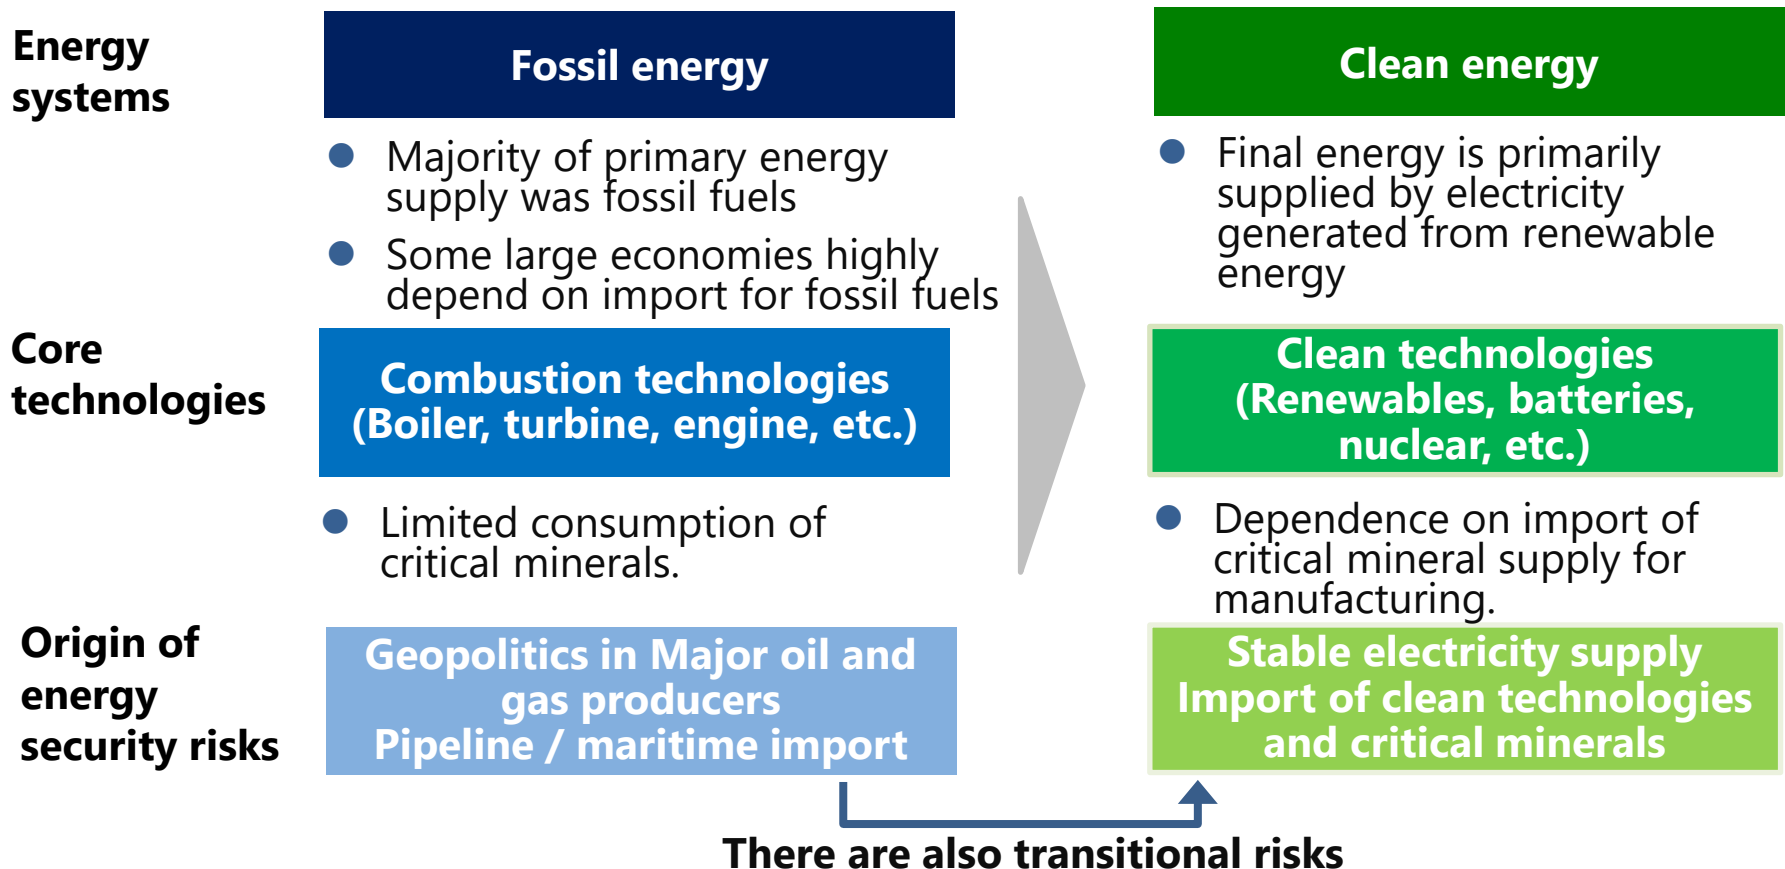 Energy
systems
Fossil energy
Clean energy
● Majority of primary energy
supply was fossil fuels
● Some large economies highly
depend on import for fossil fuels
● Final energy is primarily
supplied by electricity
generated from renewable
energy
Core
technologies
Combustion technologies
(Boiler, turbine, engine, etc.)
Clean technologies
(Renewables, batteries,
nuclear, etc.)
● Limited consumption of
critical minerals.
● Dependence on import of
critical mineral supply for
manufacturing.
Origin of
energy
security risks
Geopolitics in Major oil and
gas producers
Pipeline / maritime import
Stable electricity supply
Import of clean technologies
and critical minerals
There are also transitional risks